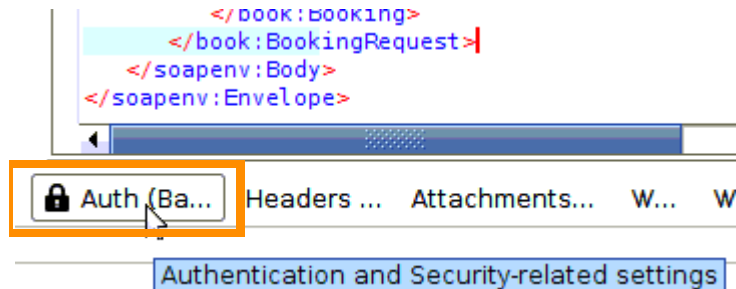 </book:Booking>
</book:BookingRequest>
</soapenv:Body>
</soapenv:Envelope>
Auth (Ba... Headers ... Attachments... W... W
Authentication and Security-related settings